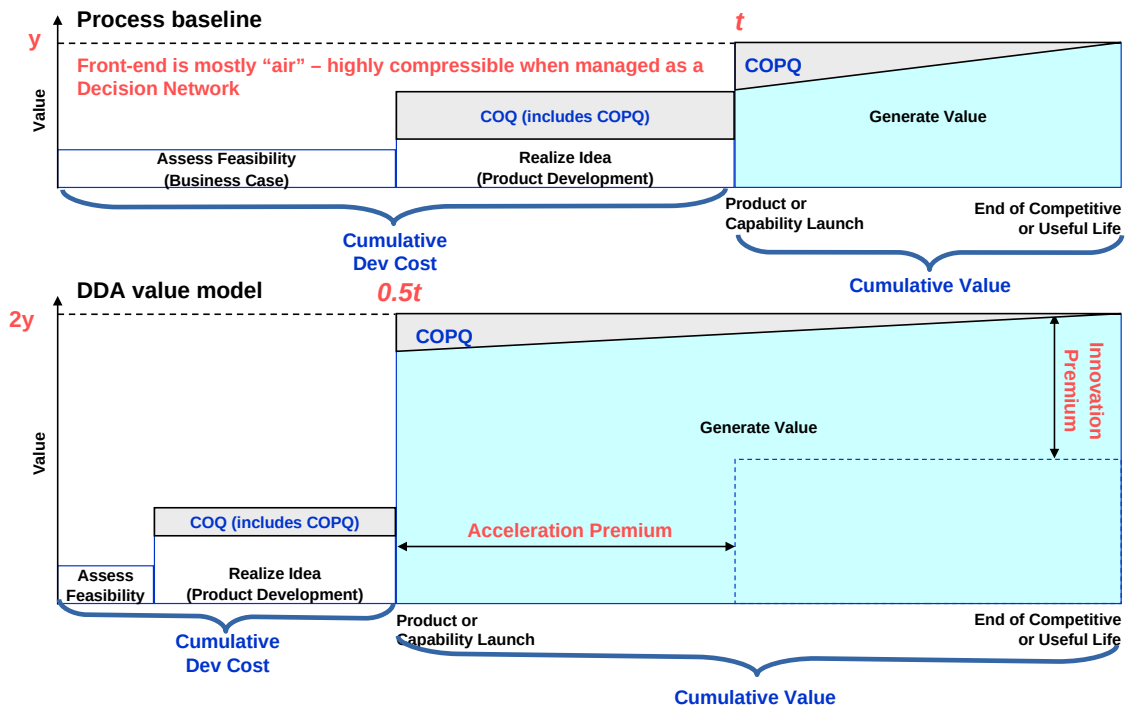 Process baseline
t
y
Front-end is mostly “air” – highly compressible when managed as a
Decision Network
COPQ
Value
COQ (includes COPQ)
Generate Value
Assess Feasibility
(Business Case)
Realize Idea
(Product Development)
Product or
Capability Launch
End of Competitive
or Useful Life
Cumulative
Dev Cost
Cumulative Value
DDA value model
0.5t
2y
COPQ
Innovation
Premium
Generate Value
Value
COQ (includes COPQ)
Acceleration Premium
Assess
Feasibility
Realize Idea
(Product Development)
Product or
Capability Launch
End of Competitive
or Useful Life
Cumulative
Dev Cost
Cumulative Value